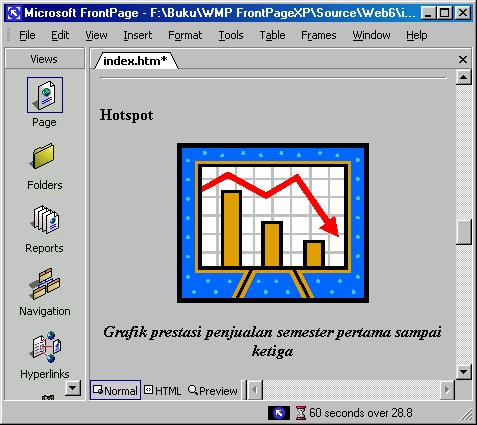 Microsoft FrontPage - F:\Buku\WMP FrontPageXP\Source\Web6\i...
File Edit View Insert Format Tools Table Frames Window Help
Views
index.htm*
Page
Folders
Reports
Navigation
Hyperlinks
Hotspot
Grafik prestasi penjualan semester pertama sampai
ketiga
Normal HTML Preview
60 seconds over 28.8